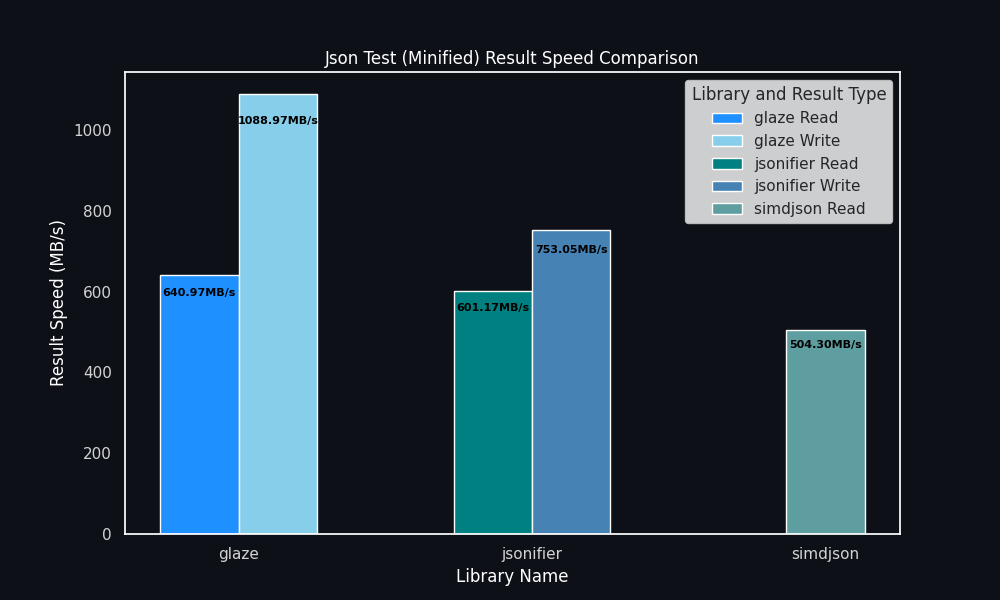 Json Test (Minified) Result Speed Comparison
Library and Result Type
glaze Read
glaze Write
jsonifier Read
jsonifier Write
simdjson Read
Result Speed (MB/s)
1000
800
600
400
200
0
1088.97MB/s
640.97MB/s
753.05MB/s
601.17MB/s
504.30MB/s
glaze
jsonifier
simdjson
Library Name